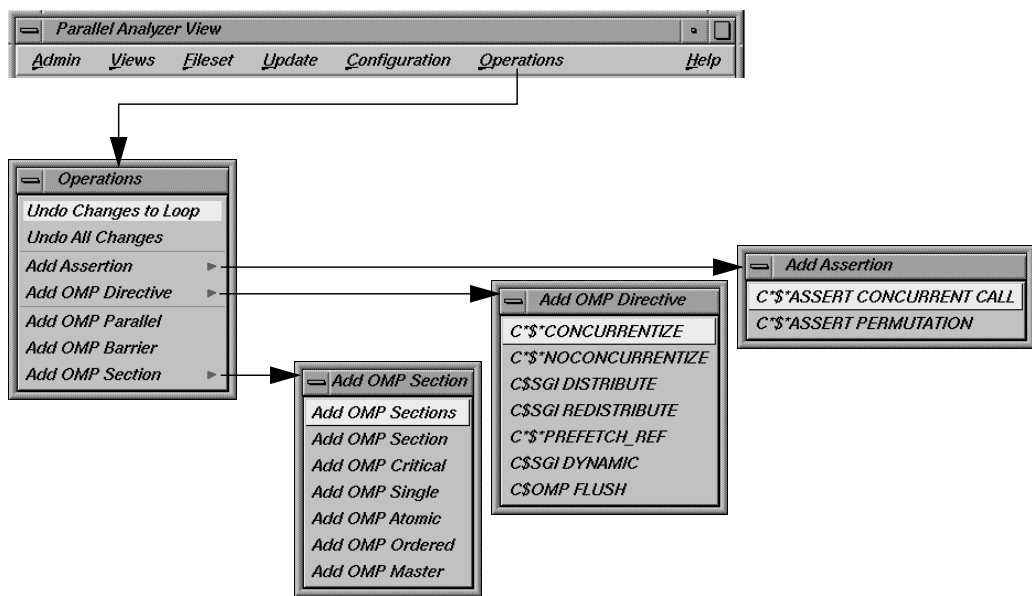 Parallel Analyzer View
Admin Views Fileset Update Configuration Operations Help
Operations
Undo Changes to Loop
Undo All Changes
Add Assertion
Add OMP Directive
Add OMP Parallel
Add OMP Barrier
Add OMP Section
Add Assertion
C*$*ASSERT CONCURRENT CALL
C*$*ASSERT PERMUTATION
Add OMP Directive
C*$*CONCURRENTIZE
C*$*NOCONCURRENTIZE
C$SGI DISTRIBUTE
C$SGI REDISTRIBUTE
C*$*PREFETCH_REF
C$SGI DYNAMIC
C$OMP FLUSH
Add OMP Section
Add OMP Sections
Add OMP Section
Add OMP Critical
Add OMP Single
Add OMP Atomic
Add OMP Ordered
Add OMP Master